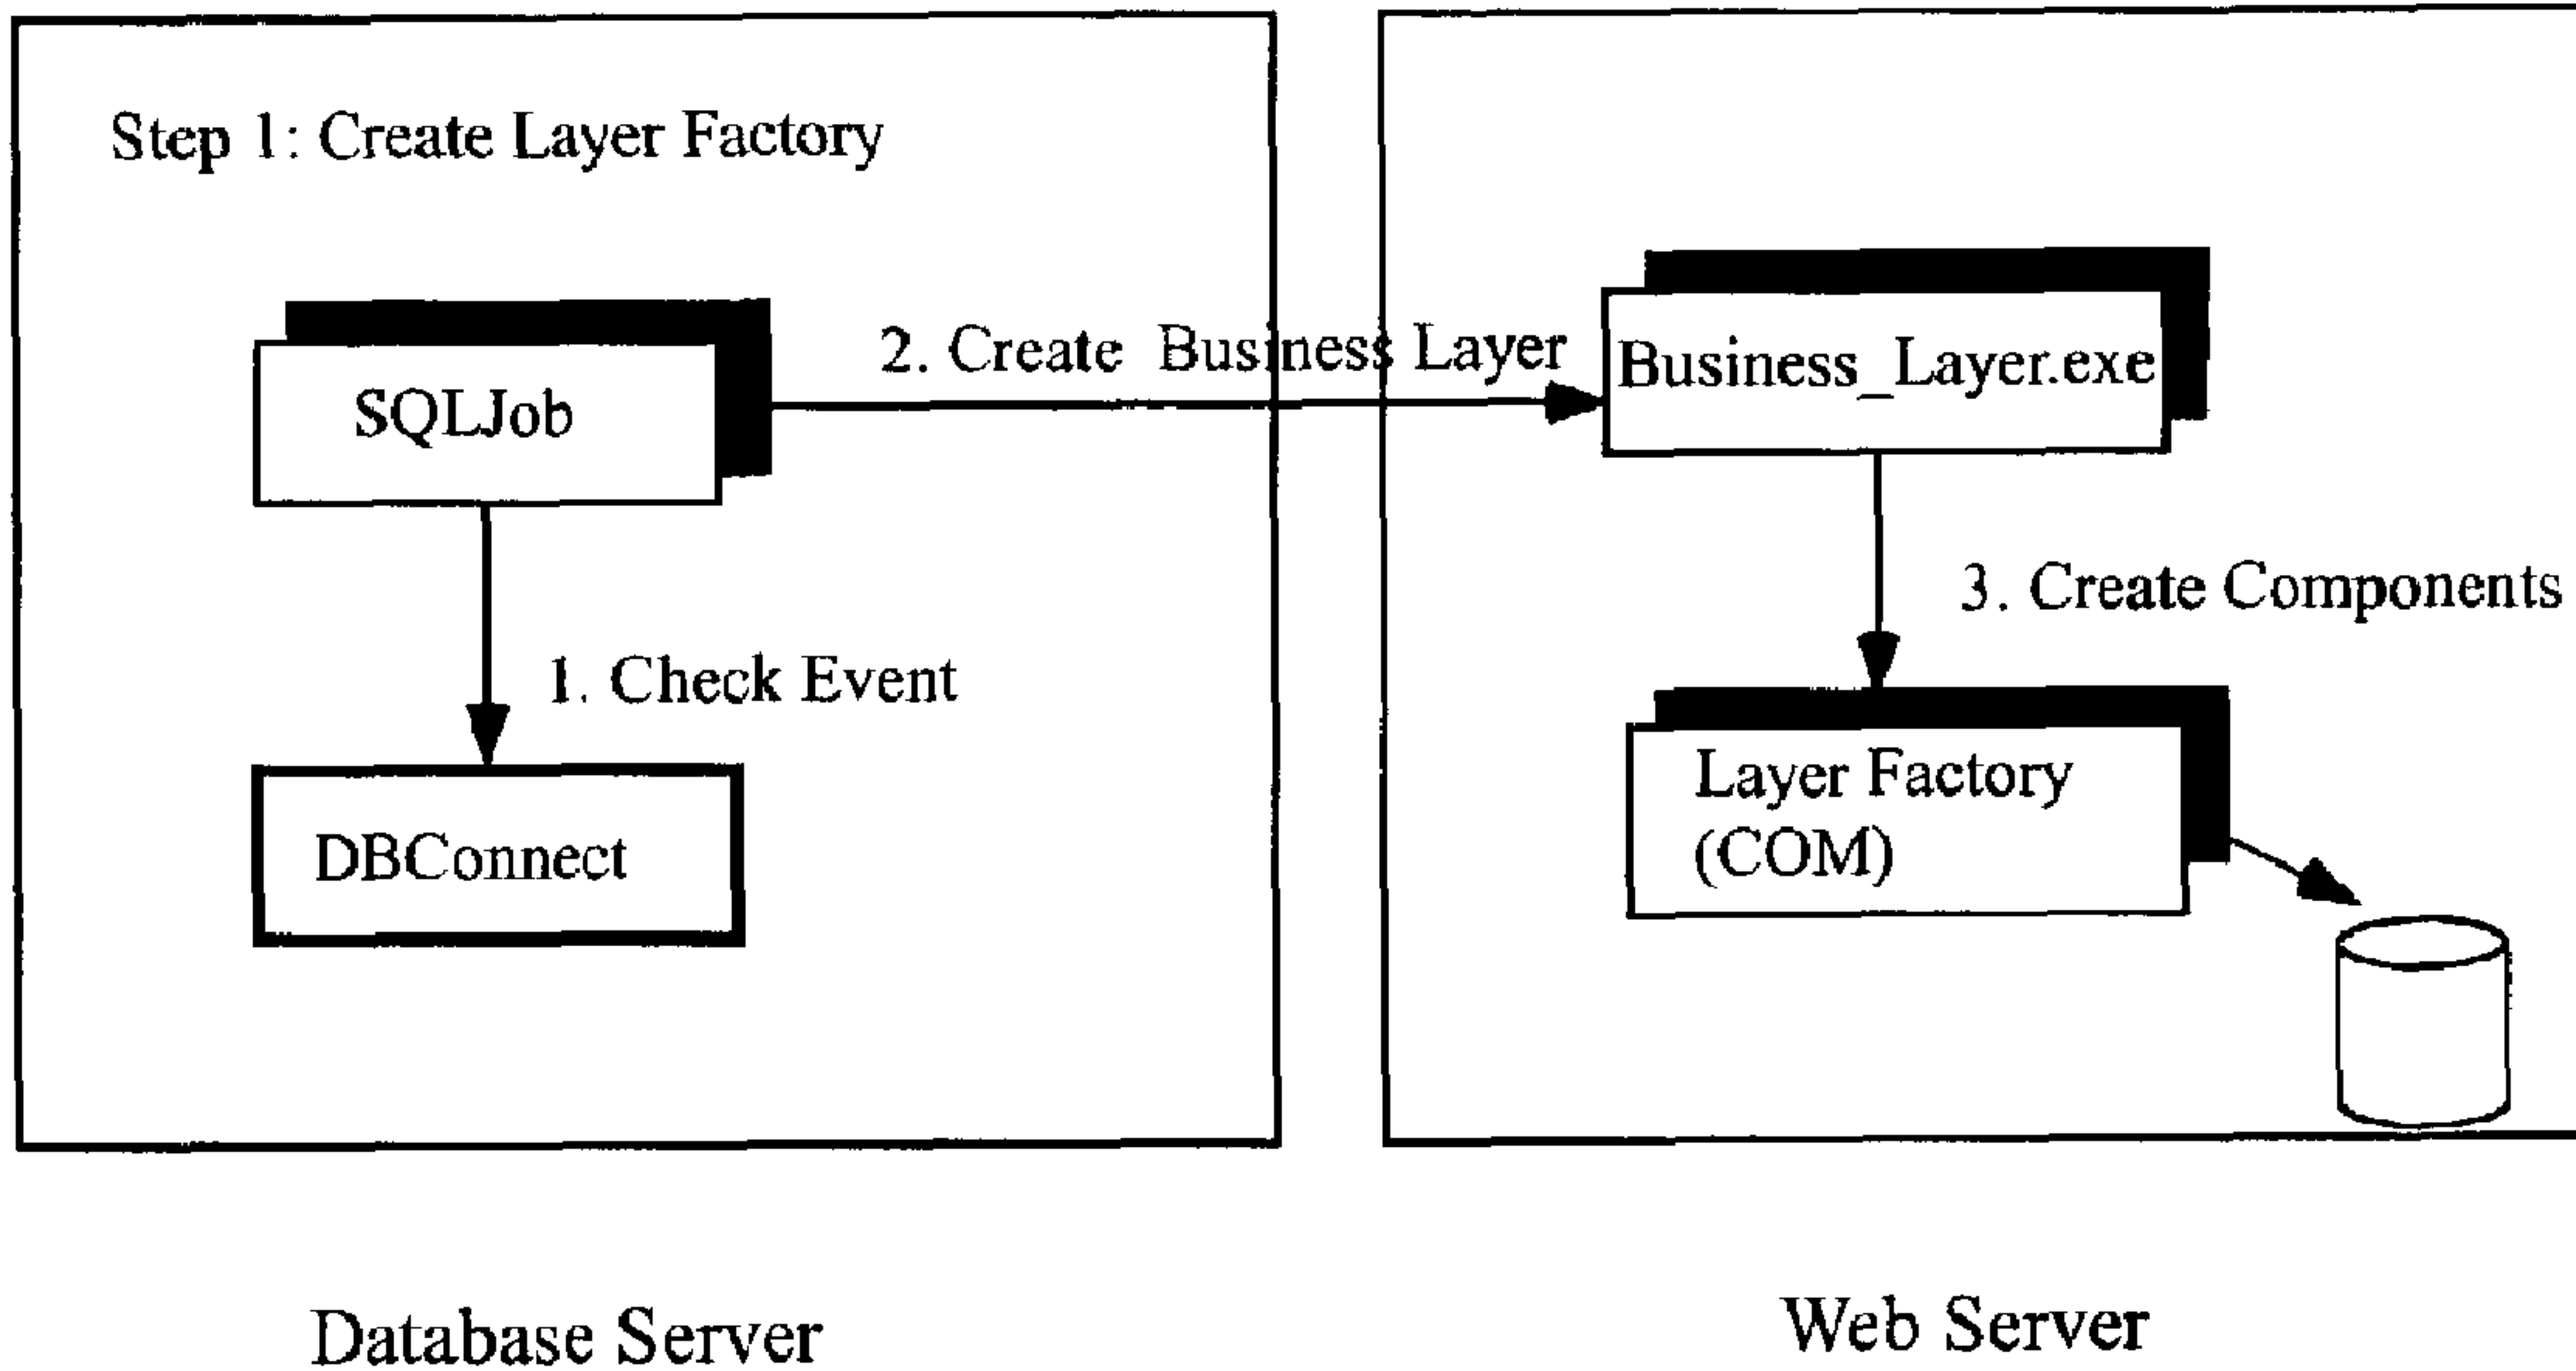 Step 1: Create Layer Factory
SQLJob
2. Create Business Layer
Business_Layer.exe
1. Check Event
3. Create Components
DBConnect
Layer Factory
(COM)
Database Server
Web Server